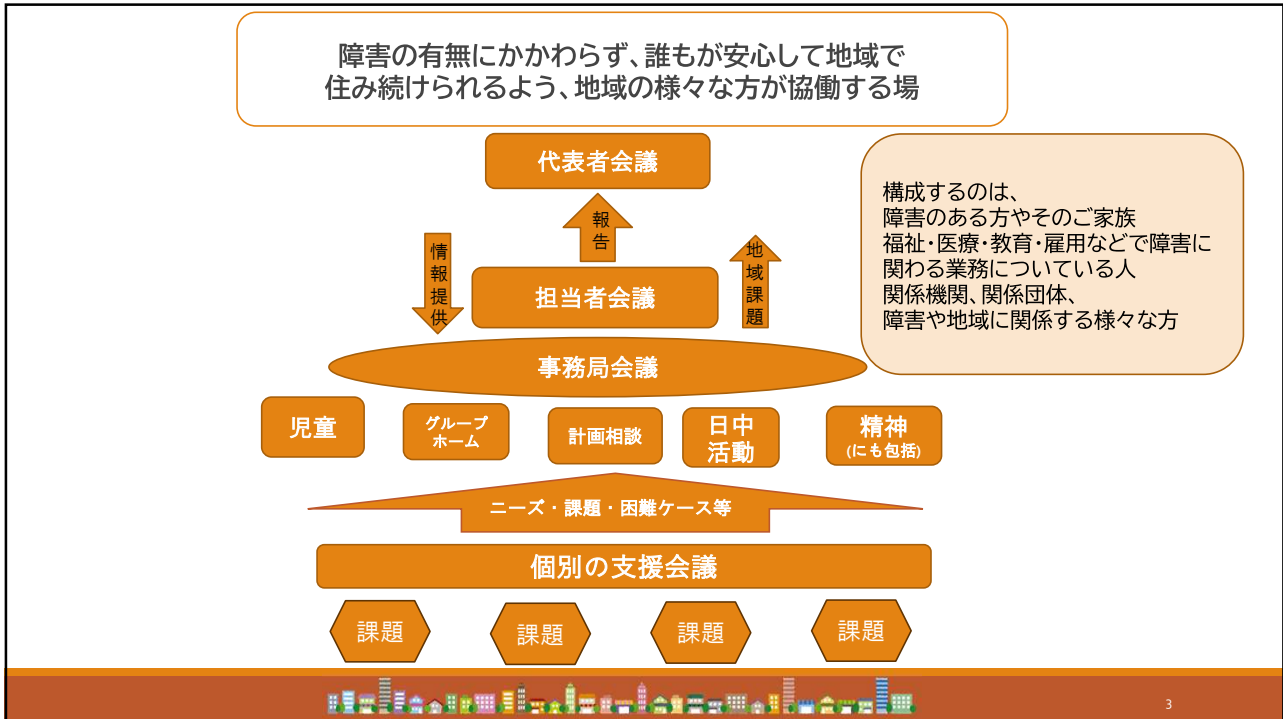 障害の有無にかかわらず、誰もが安心して地域で
住み続けられるよう、地域の様々な方が協働する場
代表者会議
構成するのは、
障害のある方やそのご家族
福祉・医療・教育・雇用などで障害に
関わる業務についている人
関係機関、関係団体、
障害や地域に関係する様々な方
報告
情報提供
地域課題
担当者会議
事務局会議
児童
グループ
ホーム
計画相談
日中
活動
精神
(にも包括)
ニーズ・課題・困難ケース等
個別の支援会議
課題
課題
課題
課題
3